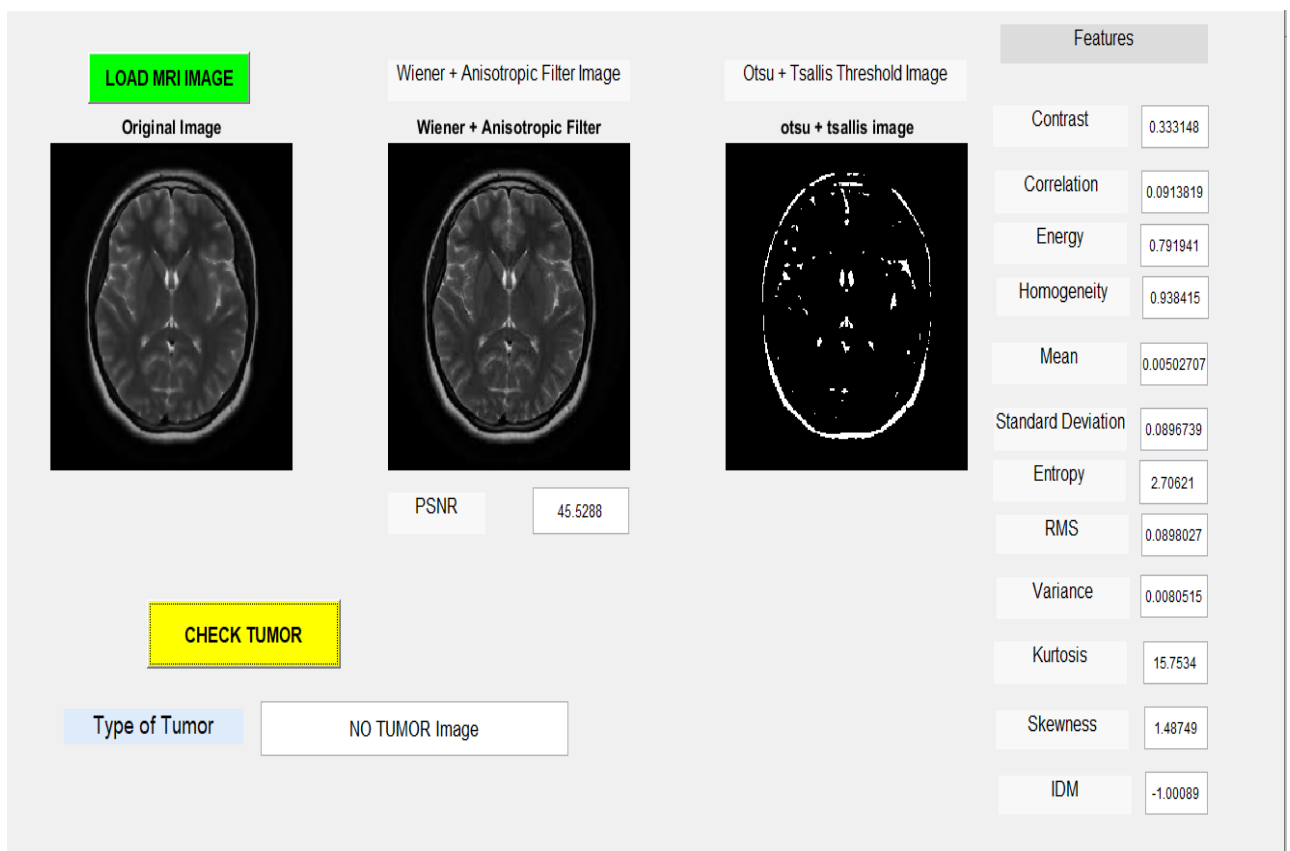 Features
LOAD MRI IMAGE
Wiener + Anisotropic Filter Image
Otsu + Tsallis Threshold Image
Original Image
Wiener + Anisotropic Filter
otsu + tsallis image
Contrast
0.333148
Correlation
0.0913819
Energy
0.791941
Homogeneity
0.938415
Mean
0.00502707
Standard Deviation
0.0896739
Entropy
2.70621
RMS
0.0898027
Variance
0.0080515
Kurtosis
15.7534
Skewness
1.48749
IDM
-1.00089
PSNR
45.5288
CHECK TUMOR
Type of Tumor
NO TUMOR Image